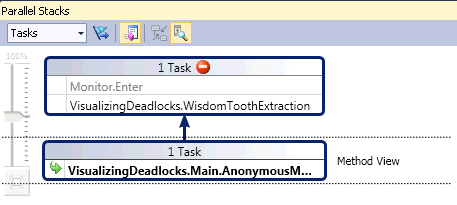 Parallel Stacks
Tasks
100%
1 Task
Monitor.Enter
VisualizingDeadlocks.WisdomToothExtraction
1 Task
VisualizingDeadlocks.Main.AnonymousM...
Method View